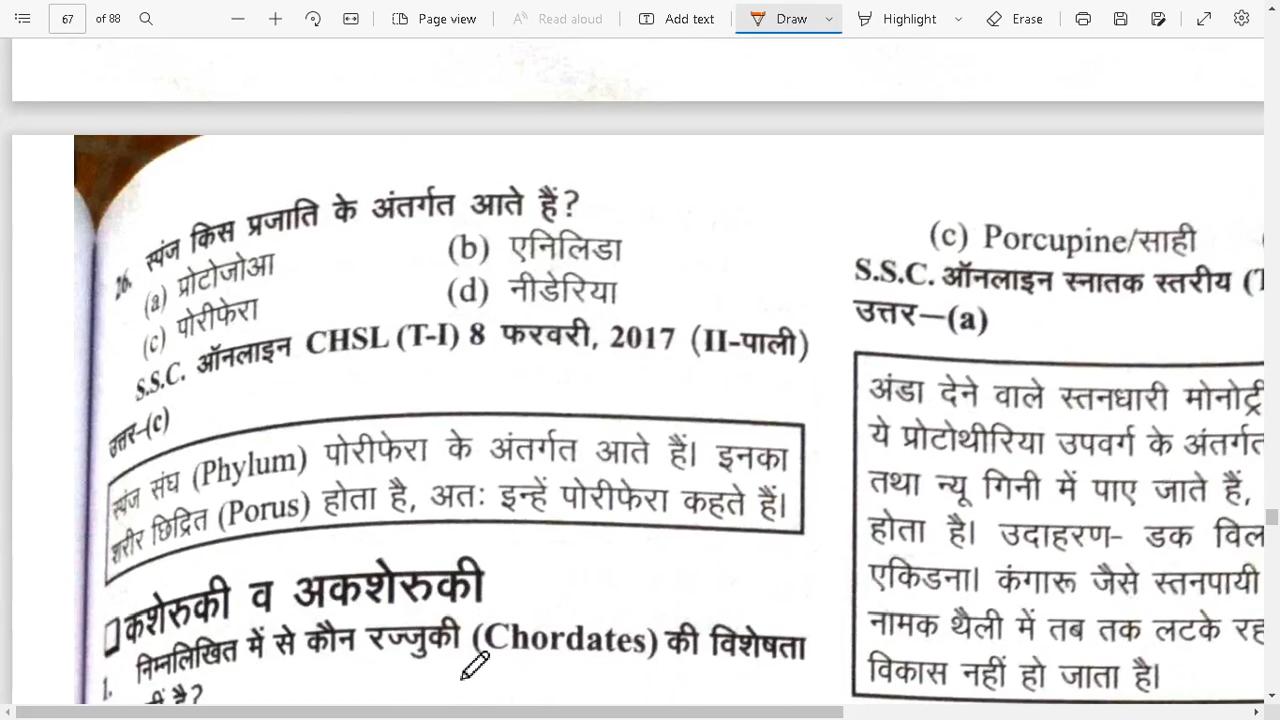 67 of 88 Page view Read aloud Add text Draw Highlight Erase
26. स्पंज किस प्रजाति के अंतर्गत आते हैं?
(a) प्रोटोजोआ (b) एनिलिडा
(c) पोरीफेरा (d) नीडेरिया
S.S.C. ऑनलाइन CHSL (T-I) 8 फरवरी, 2017 (II-पाली)
उत्तर—(c)
स्पंज संघ (Phylum) पोरीफेरा के अंतर्गत आते हैं। इनका
शरीर छिद्रित (Porus) होता है, अतः इन्हें पोरीफेरा कहते हैं।
कशेरुकी व अकशेरुकी
1. निम्नलिखित में से कौन रज्जुकी (Chordates) की विशेषता
नहीं है?
(c) Porcupine/साही
S.S.C. ऑनलाइन स्नातक स्तरीय (T
उत्तर—(a)
अंडा देने वाले स्तनधारी मोनोट्री
ये प्रोटोथीरिया उपवर्ग के अंतर्गत
तथा न्यू गिनी में पाए जाते हैं,
होता है। उदाहरण- डक विल
एकिडना। कंगारू जैसे स्तनपायी
नामक थैली में तब तक लटके रह
विकास नहीं हो जाता है।